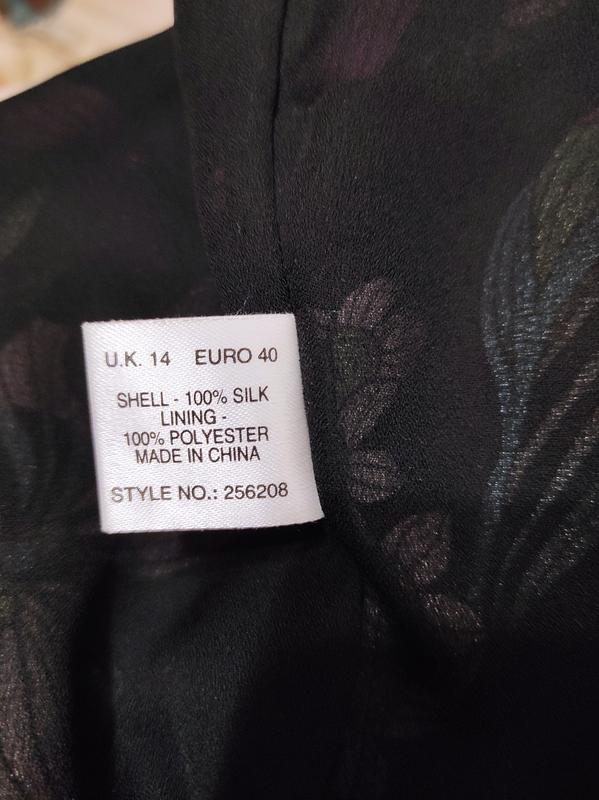 U.K. 14 EURO 40
SHELL - 100% SILK
LINING -
100% POLYESTER
MADE IN CHINA
STYLE NO.: 256208